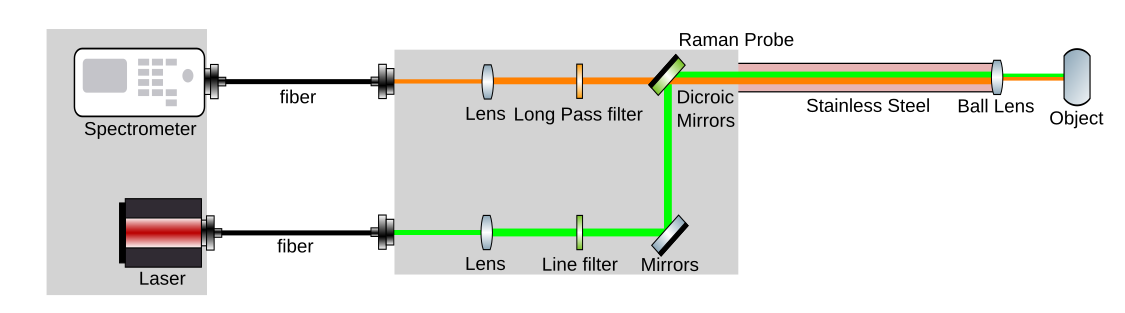 Raman Probe
fiber
Lens
Long Pass filter
Dicroic
Mirrors
Stainless Steel
Ball Lens
Object
Spectrometer
fiber
Laser
Lens
Line filter
Mirrors